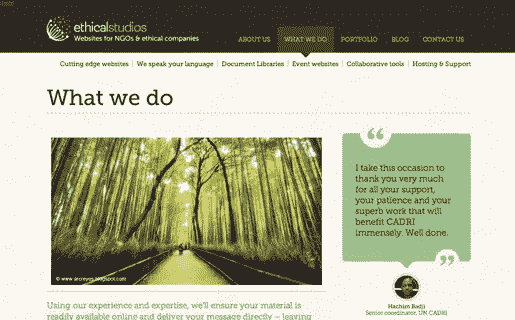 ethicalstudios
Websites for NGOs & ethical companies
ABOUT US WHAT WE DO PORTFOLIO BLOG CONTACT US
Cutting edge websites | We speak your language | Document Libraries | Event websites | Collaborative tools | Hosting & Support
What we do
© www.arcreyes.blogspot.com
Using our experience and expertise, we'll ensure your material is
readily available online and deliver your message directly – leaving
“
I take this occasion to
thank you very much
for all your support,
your patience and your
superb work that will
benefit CADRI
immensely. Well done.
”
Hachim Badji
Senior coordinator, UN CADRI